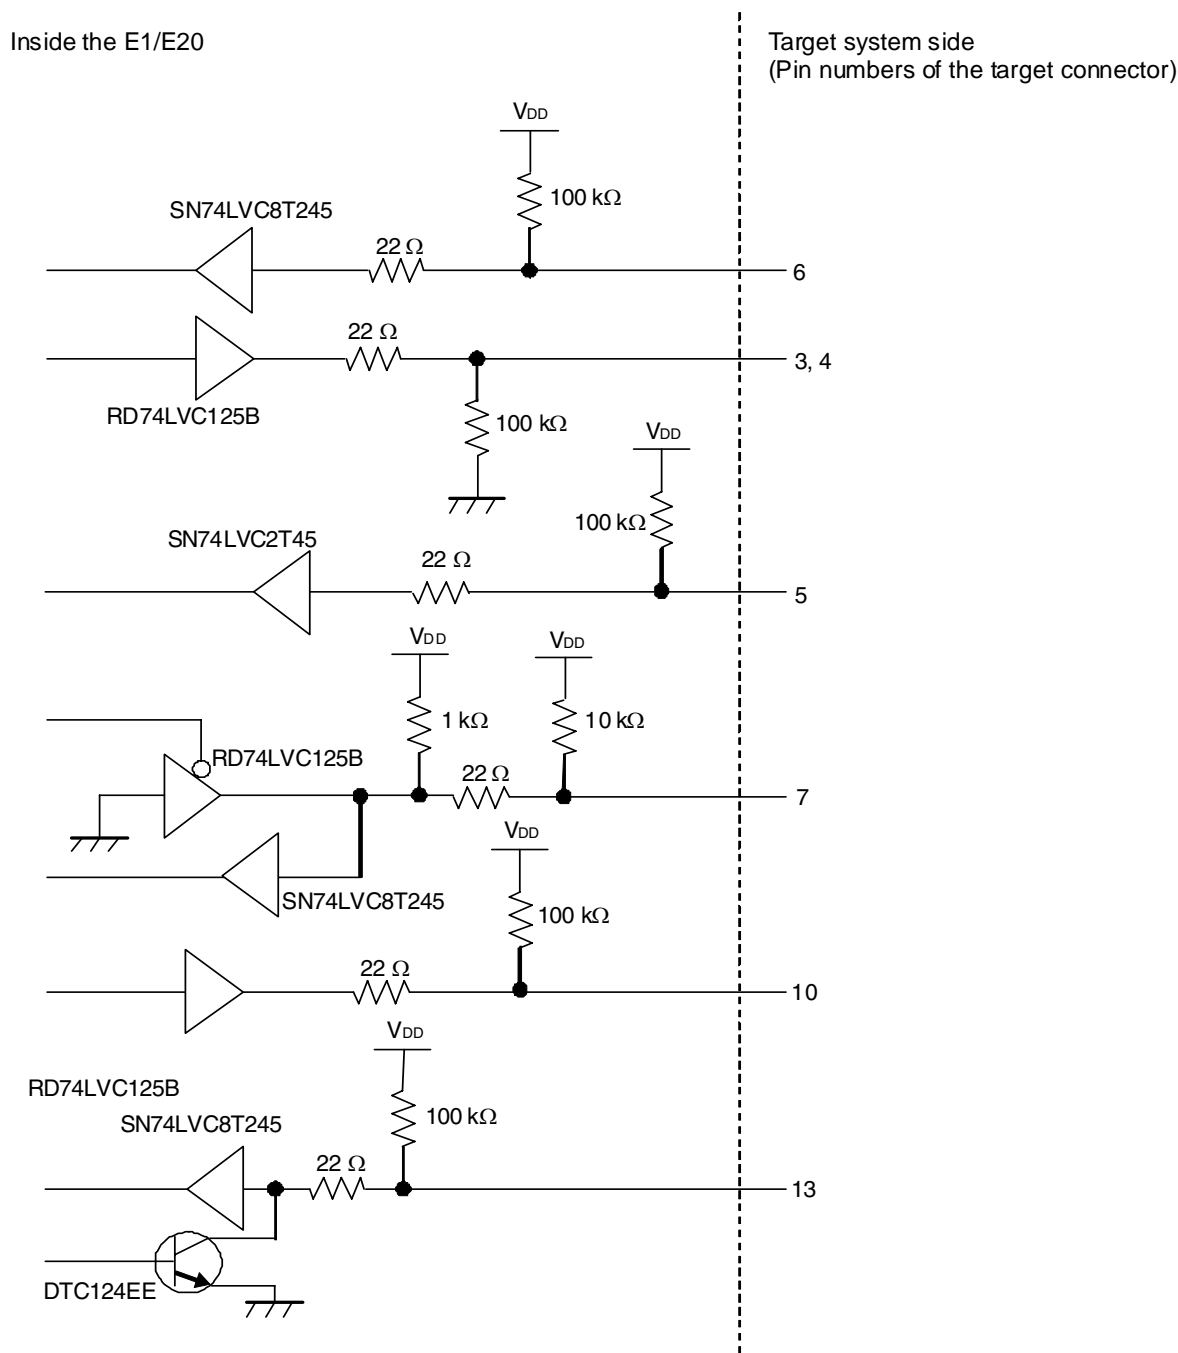 Inside the E1/E20
Target system side
(Pin numbers of the target connector)
VDD
100 kΩ
SN74LVC8T245
22 Ω
6
22 Ω
3, 4
RD74LVC125B
100 kΩ
VDD
100 kΩ
SN74LVC2T45
22 Ω
5
VDD
VDD
1 kΩ
10 kΩ
RD74LVC125B
22 Ω
7
VDD
SN74LVC8T245
100 kΩ
22 Ω
10
VDD
RD74LVC125B
100 kΩ
SN74LVC8T245
22 Ω
13
DTC124EE